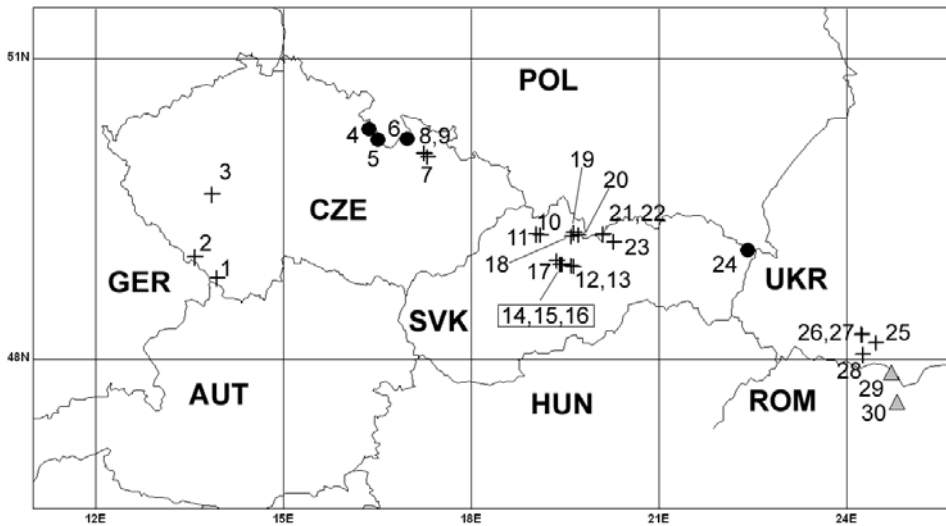 51N
POL
4
5
6
8,9
7
19
20
3
CZE
10
11
21,22
23
2
18
1
24
GER
17
12,13
UKR
14,15,16
SVK
26,27
25
48N
28
AUT
HUN
ROM
29
30
12E
15E
18E
21E
24E